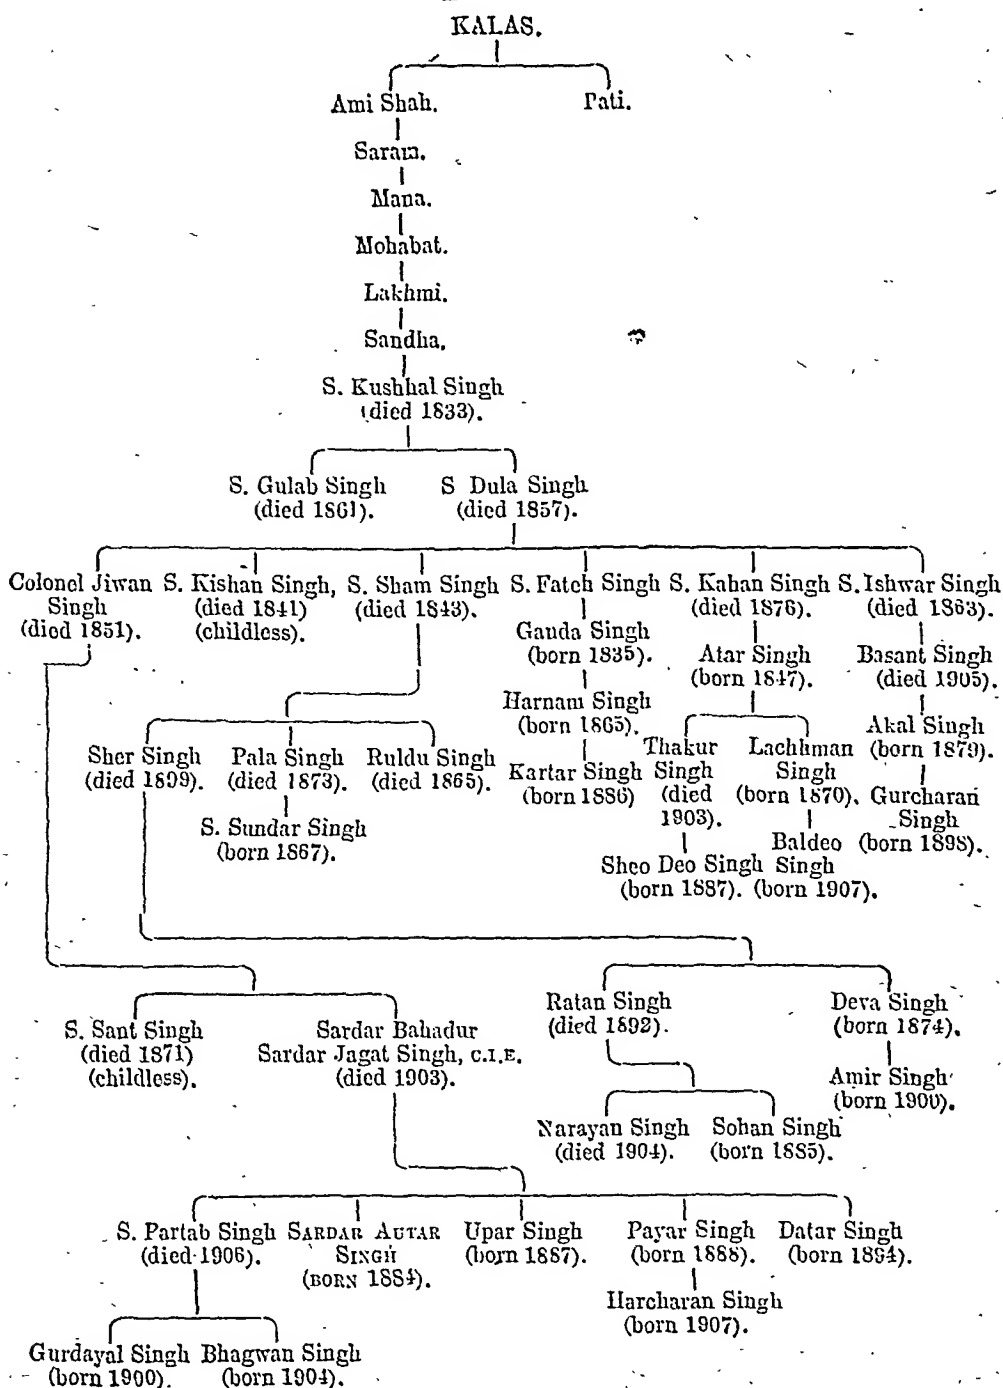 KALAS.
Ami Shah. Pati.
Saram.
Mana.
Mohabat.
Lakhmi.
Sandha.
S. Kushhal Singh
(died 1833).
S. Gulab Singh S Dula Singh
(died 1861). (died 1857).
Colonel Jiwan S. Kishan Singh, S. Sham Singh S. Fateh Singh S. Kahan Singh S. Ishwar Singh
Singh (died 1841) (died 1843). (died 1876). (died 1863).
(died 1851). (childless).
Ganda Singh Atar Singh Basant Singh
(born 1835). (born 1847). (died 1905).
Harnam Singh Akal Singh
(born 1865). (born 1879).
Sher Singh Pala Singh Ruldu Singh Kartar Singh Thakur Lachhman Gurcharan
(died 1899). (died 1873). (died 1865). (born 1886) Singh Singh Singh
(died (born 1870). (born 1898).
1903).
S. Sundar Singh Baldeo
(born 1867). Sheo Deo Singh Singh
(born 1887). (born 1907).
Ratan Singh Deva Singh
(died 1892). (born 1874).
S. Sant Singh Sardar Bahadur
(died 1871) Sardar Jagat Singh, C.I.E.
(childless). (died 1903).
Amir Singh
(born 1900).
Narayan Singh Sohan Singh
(died 1904). (born 1885).
S. Partab Singh SARDAR AUTAR Upar Singh Payar Singh Datar Singh
(died 1906). SINGH (born 1887). (born 1888). (born 1894).
(BORN 1884).
Harcharan Singh
(born 1907).
Gurdayal Singh Bhagwan Singh
(born 1900). (born 1904).